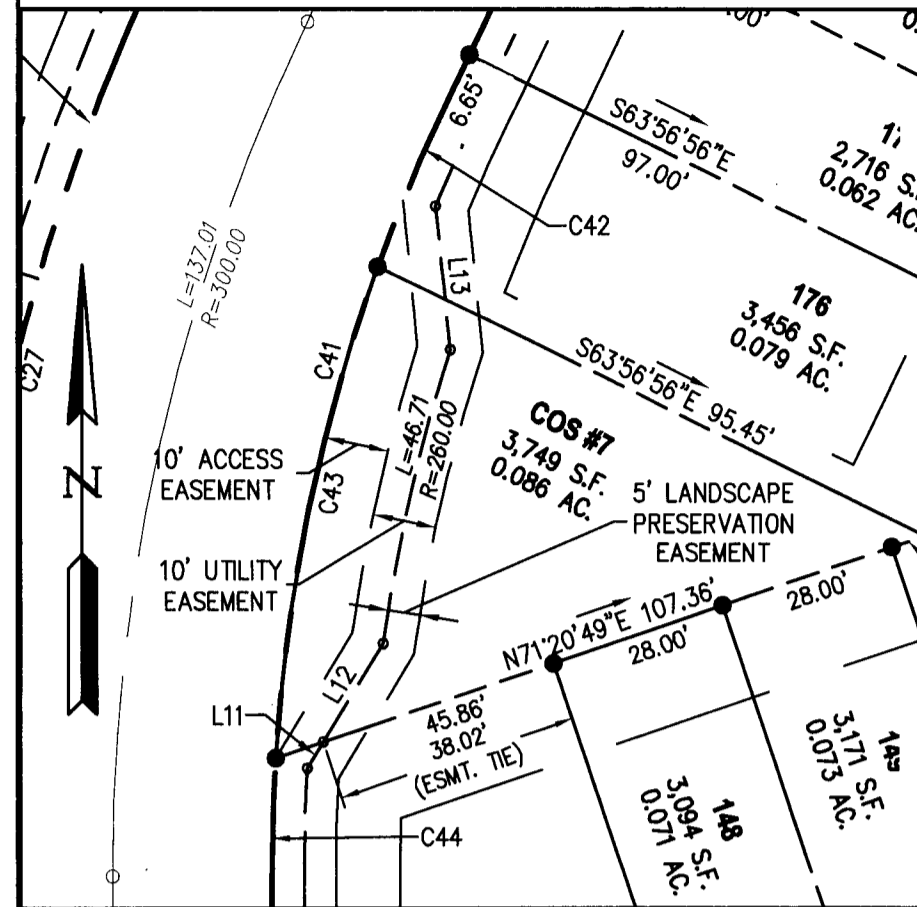 6.65'
S63°56'56"E
97.00'
2,716 S.
0.062 AC.
C42
L13
L=137.01
R=300.00
176
3,456 S.F.
0.079 AC.
C27
C41
S63°56'56"E 95.45'
COS #7
3,749 S.F.
0.086 AC.
L=46.71
R=260.00
10' ACCESS
EASEMENT
C43
N
5' LANDSCAPE
PRESERVATION
EASEMENT
10' UTILITY
EASEMENT
28.00'
N71°20'49"E 107.36'
28.00'
L12
L11
45.86'
38.02'
(ESMT. TIE)
149
3,171 S.F.
0.073 AC.
148
3,094 S.F.
0.071 AC.
C44